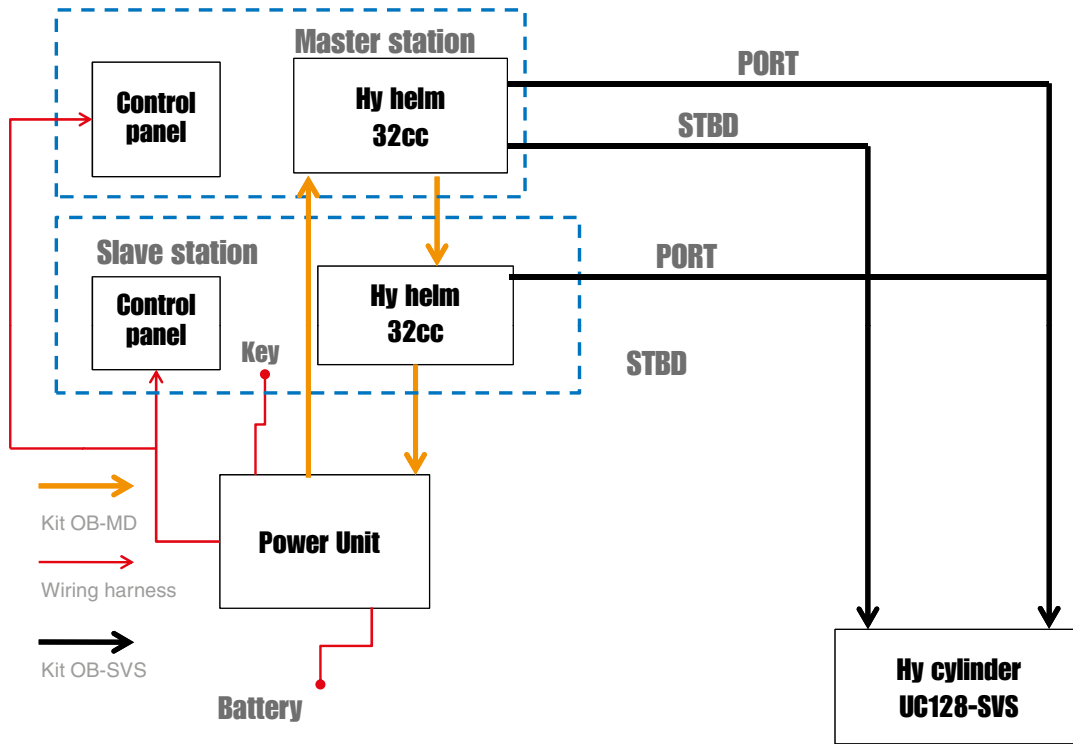 Master station
PORT
Control
panel
Hy helm
32cc
STBD
Slave station
PORT
Control
panel
Hy helm
32cc
Key
STBD
Kit OB-MD
Power Unit
Wiring harness
Kit OB-SVS
Battery
Hy cylinder
UC128-SVS